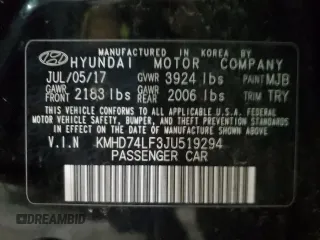 MANUFACTURED IN KOREA BY
HYUNDAI MOTOR COMPANY
JUL/05/17 GVWR 3924 lbs PAINT MJB
GAWR FRONT 2183 lbs GAWR REAR 2006 lbs TRIM TRY
THIS VEHICLE CONFORMS TO ALL APPLICABLE
U.S. FEDERAL MOTOR VEHICLE SAFETY, BUMPER,
AND THEFT PREVENTION STANDARDS IN EFFECT
ON THE DATE OF MANUFACTURE SHOWN ABOVE.
V.I.N KMHD74LF3JU519294
PASSENGER CAR
DREAMBID